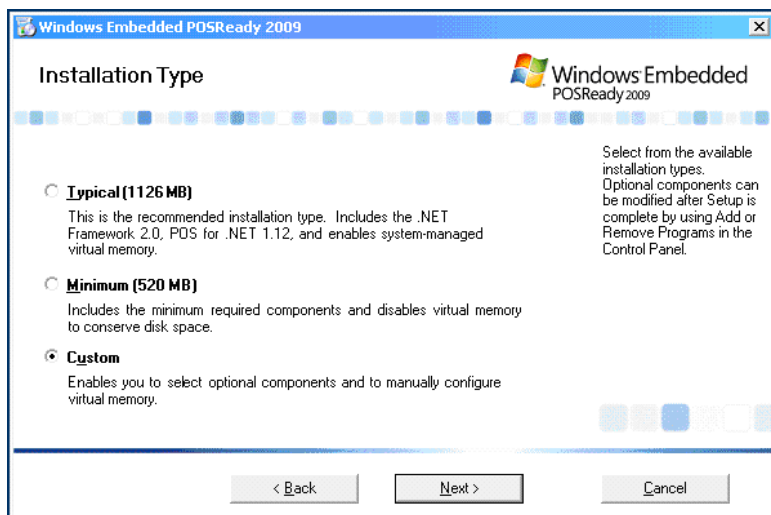 Windows Embedded POSReady 2009
Installation Type
Windows Embedded
POSReady 2009
Select from the available
installation types.
Optional components can
be modified after Setup is
complete by using Add or
Remove Programs in the
Control Panel.
Typical (1126 MB)
This is the recommended installation type. Includes the .NET
Framework 2.0, POS for .NET 1.12, and enables system-managed
virtual memory.
Minimum (520 MB)
Includes the minimum required components and disables virtual memory
to conserve disk space.
Custom
Enables you to select optional components and to manually configure
virtual memory.
< Back
Next >
Cancel